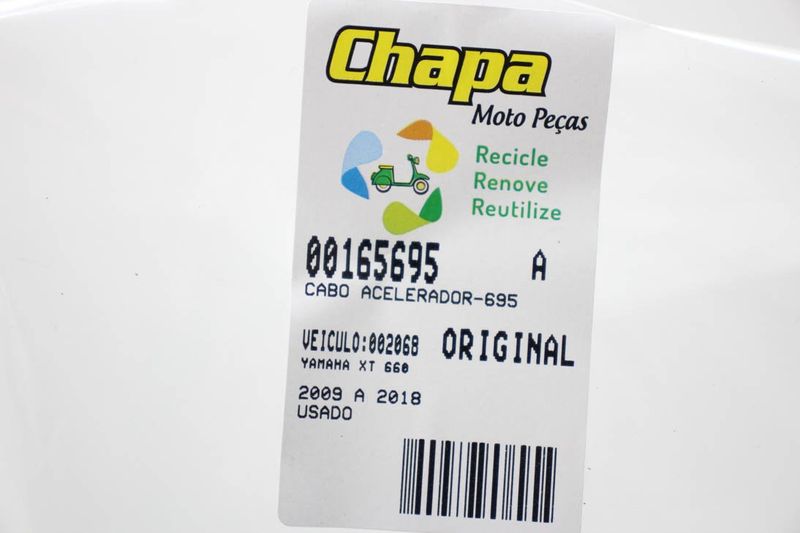 Chapa
Moto Peças
Recicle
Renove
Reutilize
00165695 A
CABO ACELERADOR-695
VEICULO:002068 ORIGINAL
YAMAHA XT 660
2009 A 2018
USADO